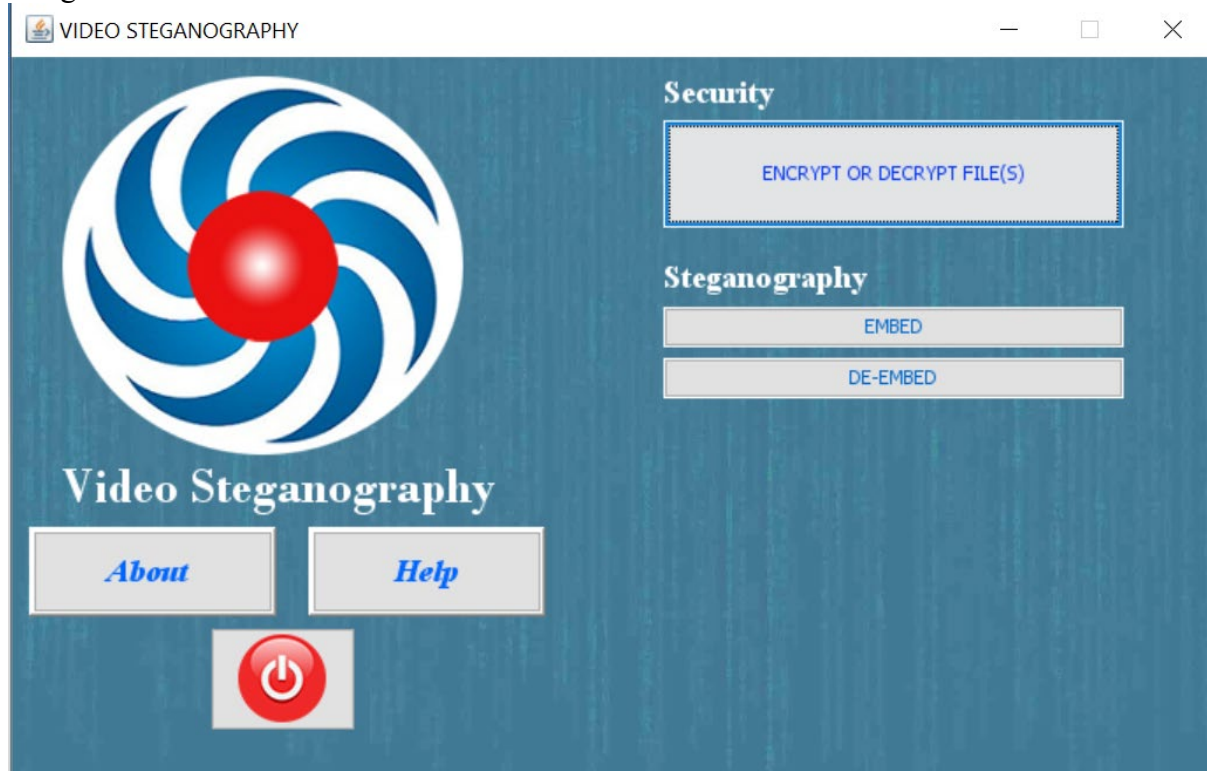 VIDEO STEGANOGRAPHY
Security
ENCRYPT OR DECRYPT FILE(S)
Steganography
EMBED
DE-EMBED
Video Steganography
About Help